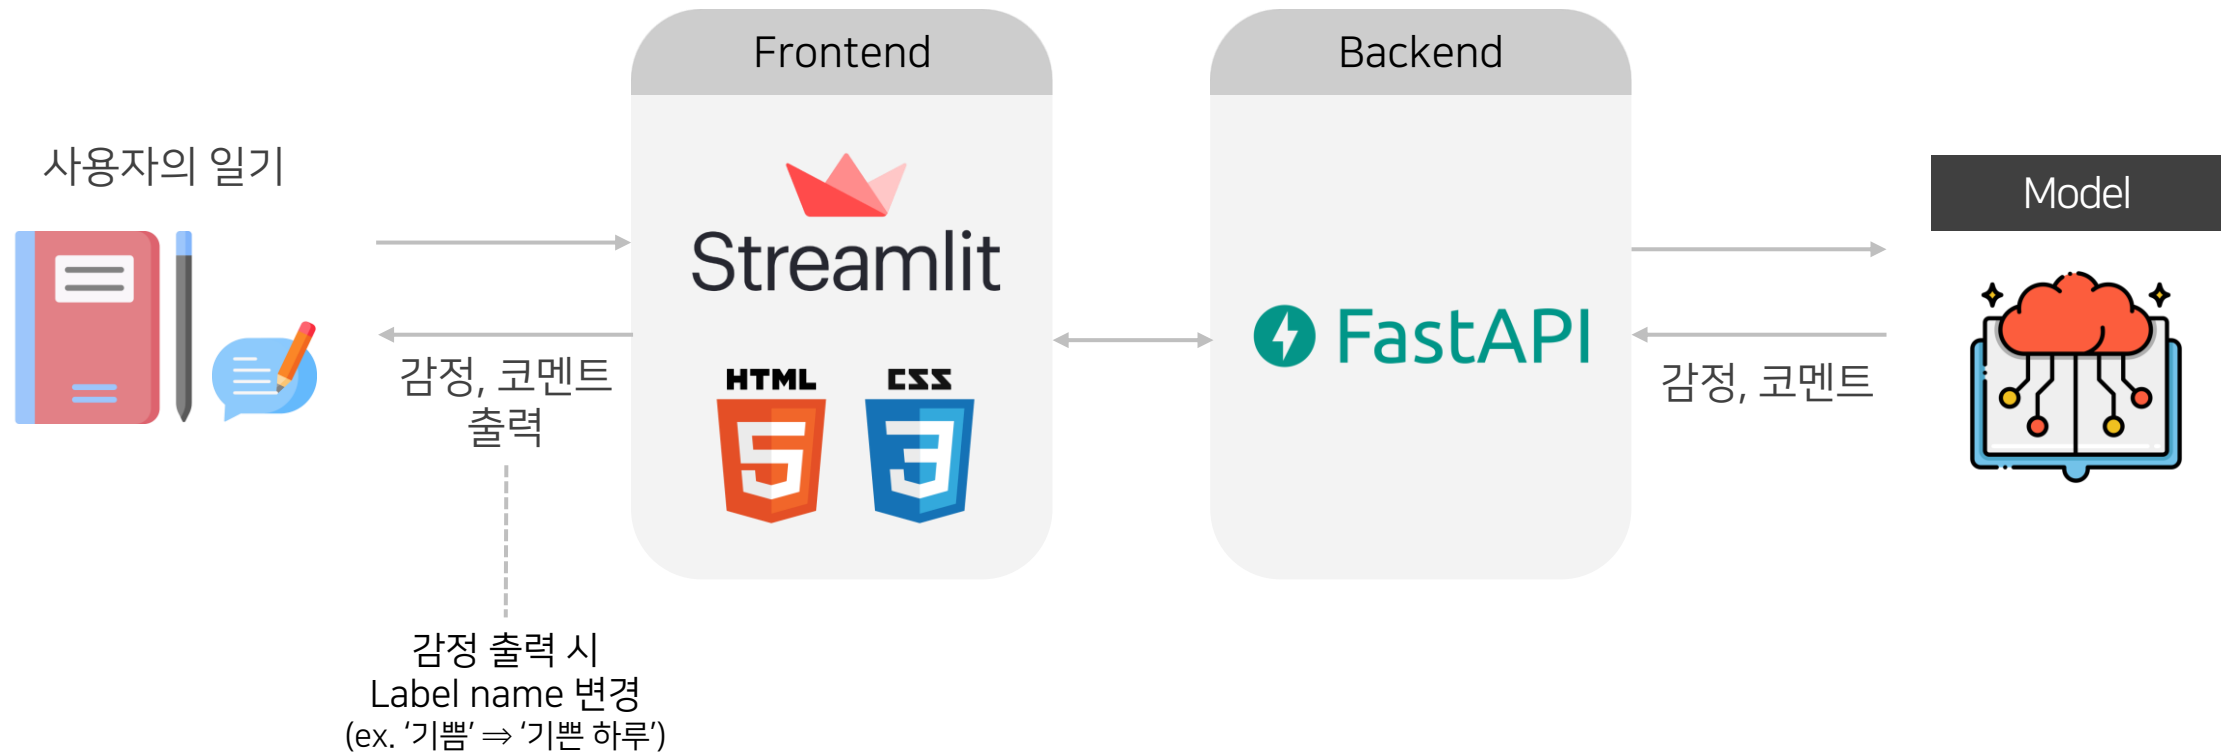 Frontend
Backend
사용자의 일기
Model
Streamlit
FastAPI
HTML
CSS
5
3
감정, 코멘트
출력
감정, 코멘트
감정 출력 시
Label name 변경
(ex. ‘기쁨’ ⇒ ‘기쁜 하루’)